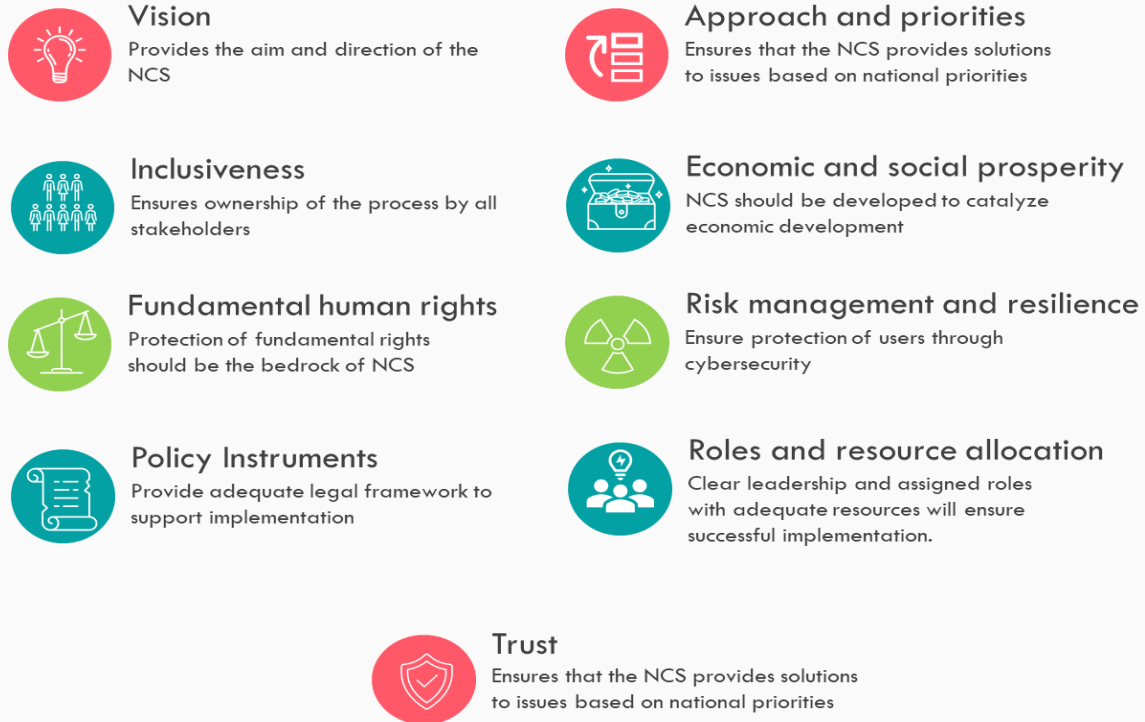 Vision
Provides the aim and direction of the
NCS
Approach and priorities
Ensures that the NCS provides solutions
to issues based on national priorities
Inclusiveness
Ensures ownership of the process by all
stakeholders
Economic and social prosperity
NCS should be developed to catalyze
economic development
Fundamental human rights
Protection of fundamental rights
should be the bedrock of NCS
Risk management and resilience
Ensure protection of users through
cybersecurity
Policy Instruments
Provide adequate legal framework to
support implementation
Roles and resource allocation
Clear leadership and assigned roles
with adequate resources will ensure
successful implementation.
Trust
Ensures that the NCS provides solutions
to issues based on national priorities